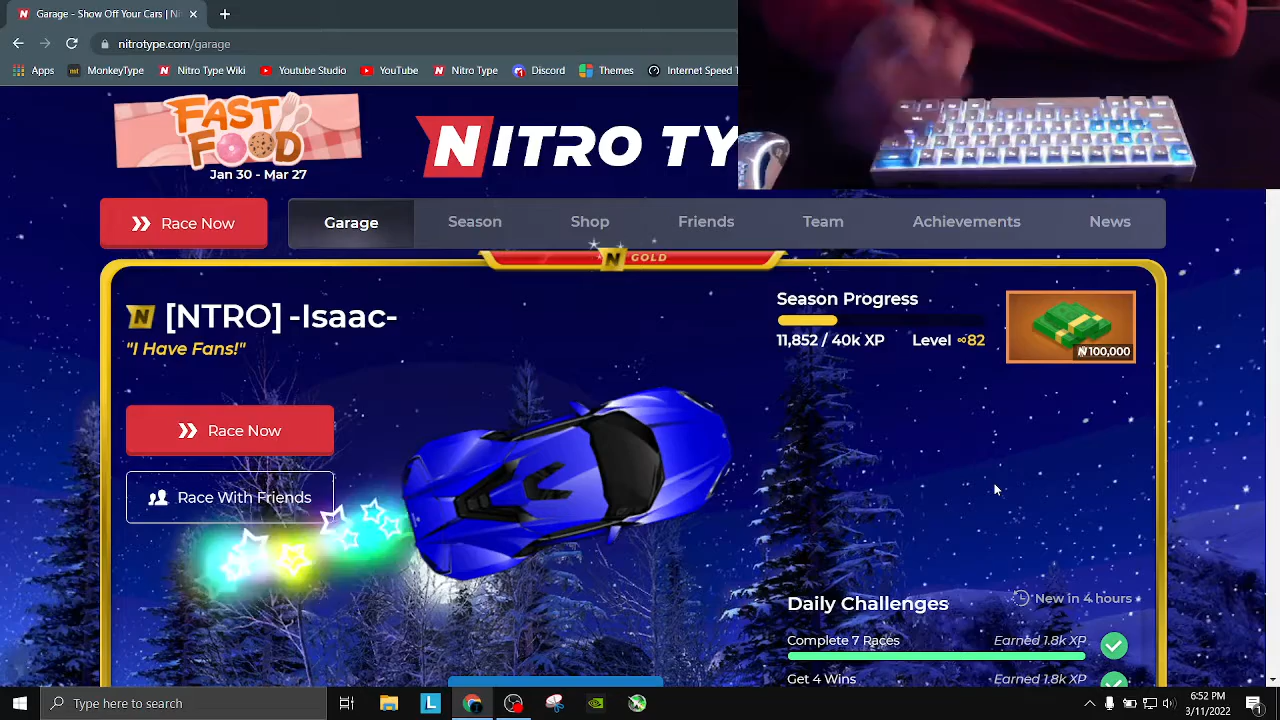 Garage - Show Off Your Cars | Ni
nitrotype.com/garage
Apps
MonkeyType
Nitro Type Wiki
Youtube Studio
YouTube
Nitro Type
Discord
Themes
Internet Speed T
FAST FOOD
Jan 30 - Mar 27
NITRO TY
Race Now
Garage
Season
Shop
Friends
Team
Achievements
News
N GOLD
[NTRO] -Isaac-
"I Have Fans!"
Season Progress
11,852 / 40k XP
Level ∞82
100,000
Race Now
Race With Friends
Daily Challenges
New in 4 hours
Complete 7 Races
Earned 1.8k XP
Get 4 Wins
Earned 1.8k XP
Type here to search
6:52 PM
3/11/2022